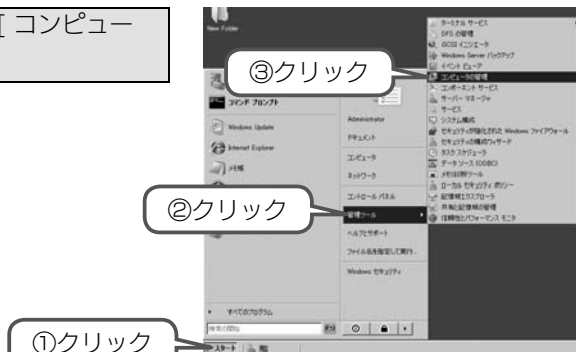 [ コンピュー
New Folder
③クリック
コマンド プロンプト
Windows Update
Internet Explorer
メモ帳
②クリック
すべてのプログラム
検索の開始
①クリック
スタート
Administrator
ドキュメント
コンピュータ
ネットワーク
コントロール パネル
管理ツール
ヘルプとサポート
ファイル名を指定して実行...
Windows セキュリティ
ターミナル サービス
DFS の管理
iSCSI イニシエータ
Windows Server バックアップ
イベント ビューア
コンピュータの管理
コンポーネント サービス
サーバー マネージャ
サービス
システム構成
セキュリティが強化された Windows ファイアウォール
セキュリティの構成ウィザード
タスク スケジューラ
データ ソース (ODBC)
メモリ診断ツール
ローカル セキュリティ ポリシー
記憶域エクスプローラ
共有と記憶域の管理
信頼性とパフォーマンス モニタ